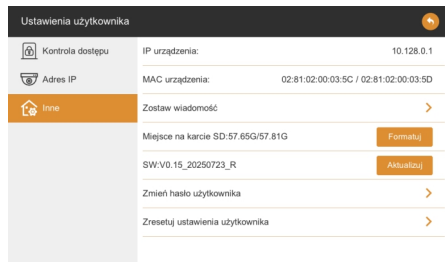 Ustawienia użytkownika
Kontrola dostępu
Adres IP
Inne
IP urządzenia: 10.128.0.1
MAC urządzenia: 02:81:02:00:03:5C / 02:81:02:00:03:5D
Zostaw wiadomość
Miejsce na karcie SD:57.65G/57.81G Formatuj
SW:V0.15_20250723_R Aktualizuj
Zmień hasło użytkownika
Zresetuj ustawienia użytkownika